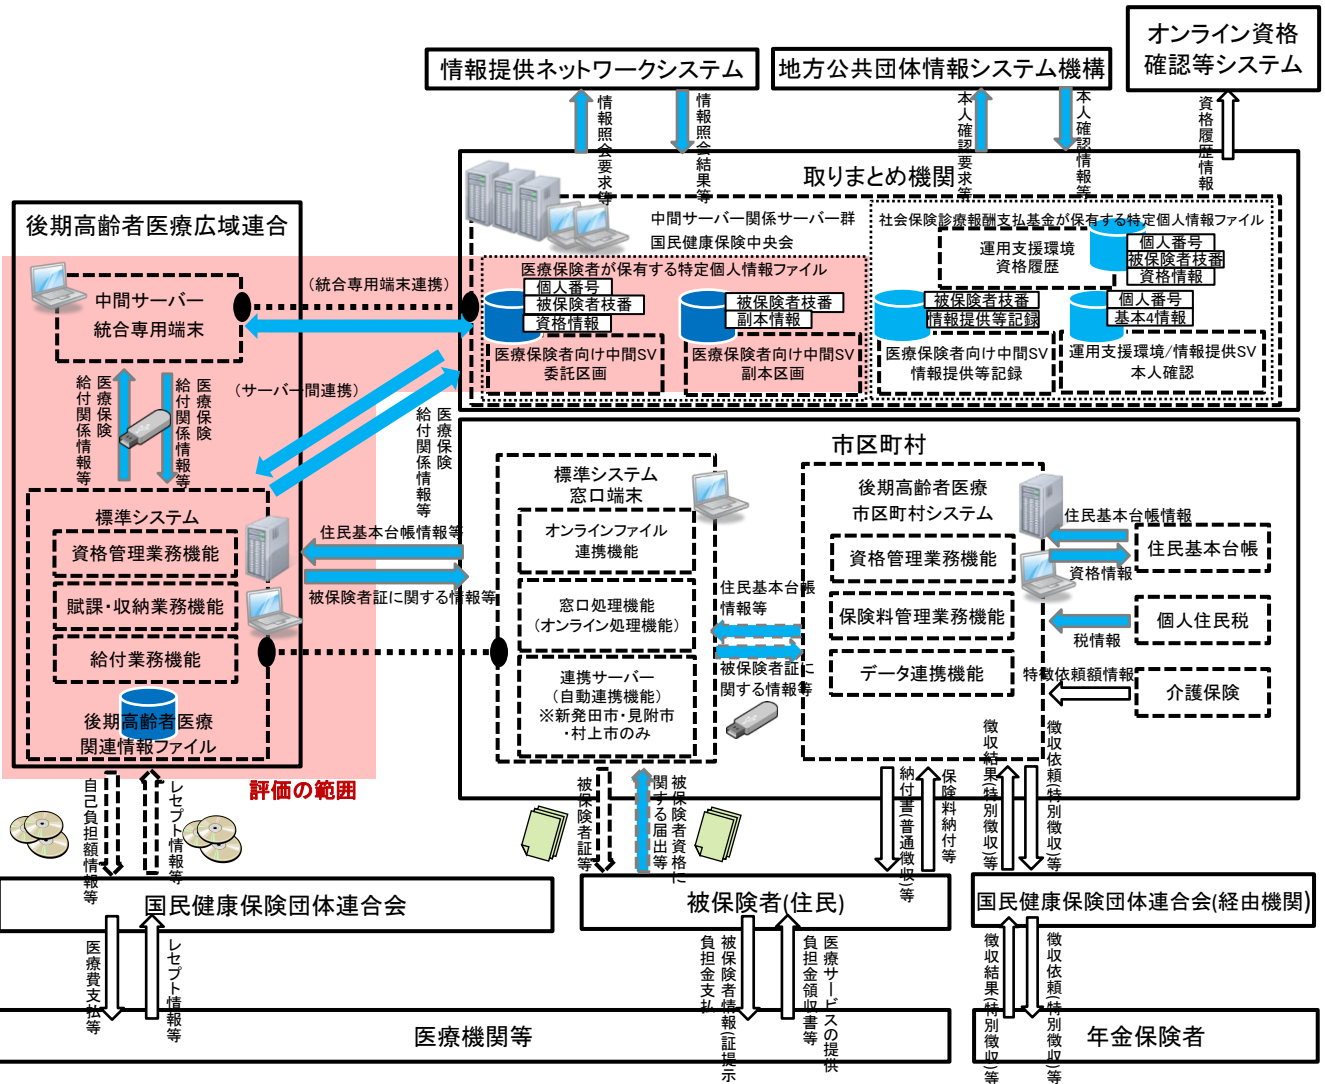 オンライン資格
確認等システム
情報提供ネットワークシステム
地方公共団体情報システム機構
情報照会要求等
情報照会結果等
本人確認要求等
本人確認情報等
資格履歴情報
取りまとめ機関
中間サーバー関係サーバー群
国民健康保険中央会
社会保険診療報酬支払基金が保有する特定個人情報ファイル
運用支援環境
資格履歴
個人番号
被保険者枝番
資格情報
医療保険者が保有する特定個人情報ファイル
個人番号
被保険者枝番
資格情報
医療保険者向け中間SV
委託区画
被保険者枝番
副本情報
医療保険者向け中間SV
副本区画
被保険者枝番
情報提供等記録
医療保険者向け中間SV
情報提供等記録
個人番号
基本4情報
運用支援環境/情報提供SV
本人確認
後期高齢者医療広域連合
中間サーバー
統合専用端末
(統合専用端末連携)
(サーバー間連携)
医療保険
給付関係情報等
医療保険
給付関係情報等
医療保険
給付関係情報等
標準システム
資格管理業務機能
賦課・収納業務機能
給付業務機能
後期高齢者医療
関連情報ファイル
評価の範囲
住民基本台帳情報等
被保険者証に関する情報等
市区町村
標準システム
窓口端末
オンラインファイル
連携機能
窓口処理機能
(オンライン処理機能)
連携サーバー
(自動連携機能)
※新発田市・見附市
・村上市のみ
住民基本台帳
情報等
被保険者証に
関する情報等
後期高齢者医療
市区町村システム
資格管理業務機能
保険料管理業務機能
データ連携機能
住民基本台帳情報
資格情報
税情報
特徴依頼額情報
住民基本台帳
個人住民税
介護保険
自己負担額情報等
レセプト情報等
被保険者証等
被保険者資格に
関する届出等
納付書(普通徴収)等
保険料納付等
徴収結果(特別徴収)等
徴収依頼(特別徴収)等
国民健康保険団体連合会
被保険者(住民)
国民健康保険団体連合会(経由機関)
医療費支払等
レセプト情報等
被保険者情報(証提示
負担金支払
医療サービスの提供
負担金領収書等
徴収結果(特別徴収)等
徴収依頼(特別徴収)等
医療機関等
年金保険者